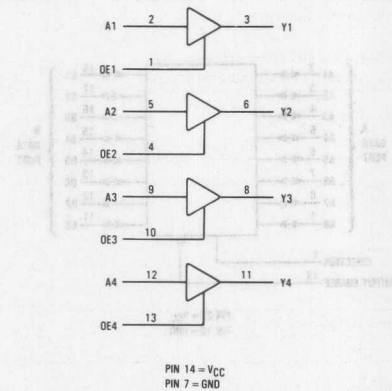 A1 2 3 Y1
1
OE1
A2 5 6 Y2
4
OE2
A3 9 8 Y3
10
OE3
A4 12 11 Y4
13
OE4
PIN 14 = VCC
PIN 7 = GND